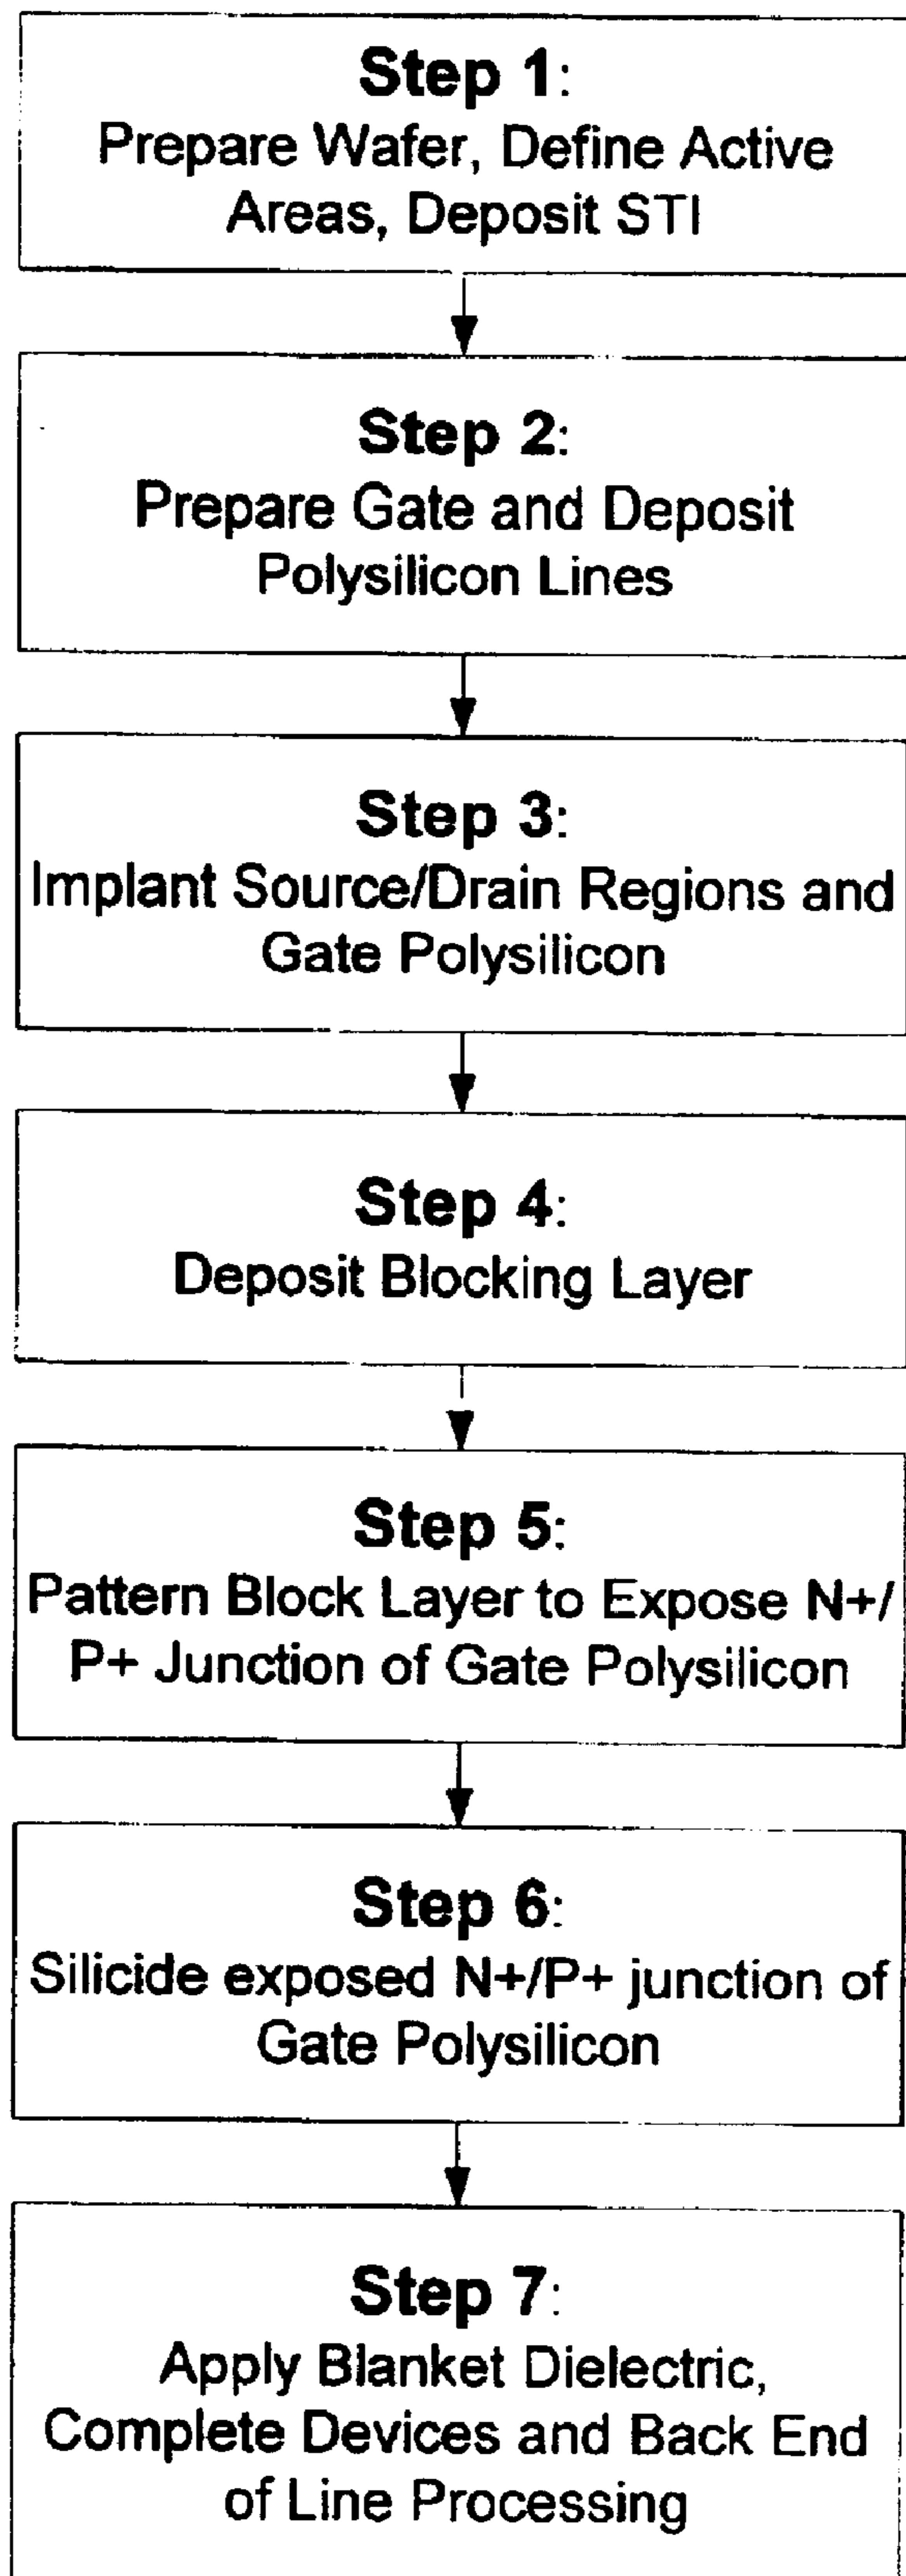 Step 1:
Prepare Wafer, Define Active
Areas, Deposit STI
Step 2:
Prepare Gate and Deposit
Polysilicon Lines
Step 3:
Implant Source/Drain Regions and
Gate Polysilicon
Step 4:
Deposit Blocking Layer
Step 5:
Pattern Block Layer to Expose N+/
P+ Junction of Gate Polysilicon
Step 6:
Silicide exposed N+/P+ junction of
Gate Polysilicon
Step 7:
Apply Blanket Dielectric,
Complete Devices and Back End
of Line Processing